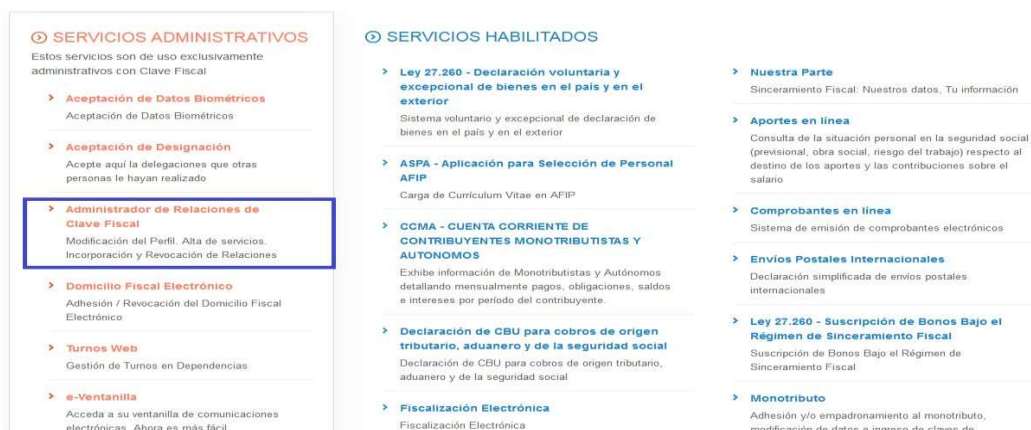 SERVICIOS ADMINISTRATIVOS
Estos servicios son de uso exclusivamente
administrativos con Clave Fiscal
Aceptación de Datos Biométricos
Aceptación de Datos Biométricos
Aceptación de Designación
Acepte aquí la delegaciones que otras
personas le hayan realizado
Administrador de Relaciones de
Clave Fiscal
Modificación del Perfil. Alta de servicios.
Incorporación y Revocación de Relaciones
Domicilio Fiscal Electrónico
Adhesión / Revocación del Domicilio Fiscal
Electrónico
Turnos Web
Gestión de Turnos en Dependencias
e-Ventanilla
Acceda a su ventanilla de comunicaciones
electrónicas. Ahora es más fácil
SERVICIOS HABILITADOS
Ley 27.260 - Declaración voluntaria y
excepcional de bienes en el país y en el
exterior
Sistema voluntario y excepcional de declaración de
bienes en el país y en el exterior
ASPA - Aplicación para Selección de Personal
AFIP
Carga de Currículum Vitae en AFIP
CCMA - CUENTA CORRIENTE DE
CONTRIBUYENTES MONOTRIBUTISTAS Y
AUTONOMOS
Exhibe información de Monotributistas y Autónomos
detallando mensualmente pagos, obligaciones, saldos
e intereses por período del contribuyente.
Declaración de CBU para cobros de origen
tributario, aduanero y de la seguridad social
Declaración de CBU para cobros de origen tributario,
aduanero y de la seguridad social
Fiscalización Electrónica
Fiscalización Electrónica
Nuestra Parte
Sinceramiento Fiscal: Nuestros datos, Tu información
Aportes en línea
Consulta de la situación personal en la seguridad social
(previsional, obra social, riesgo del trabajo) respecto al
destino de los aportes y las contribuciones sobre el
salario
Comprobantes en línea
Sistema de emisión de comprobantes electrónicos
Envíos Postales Internacionales
Declaración simplificada de envíos postales
internacionales
Ley 27.260 - Suscripción de Bonos Bajo el
Régimen de Sinceramiento Fiscal
Suscripción de Bonos Bajo el Régimen de
Sinceramiento Fiscal
Monotributo
Adhesión y/o empadronamiento al monotributo,
modificación de datos e ingreso de claves de